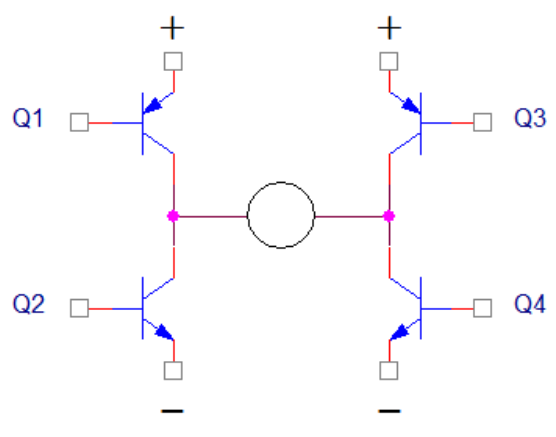 + +
Q1 Q3
Q2 Q4
− −